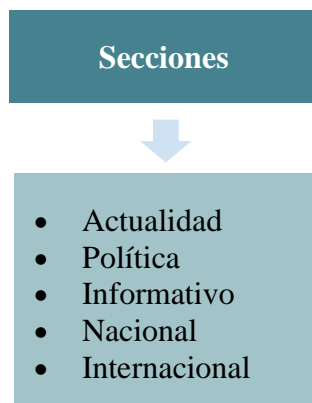 Secciones
• Actualidad
• Política
• Informativo
• Nacional
• Internacional